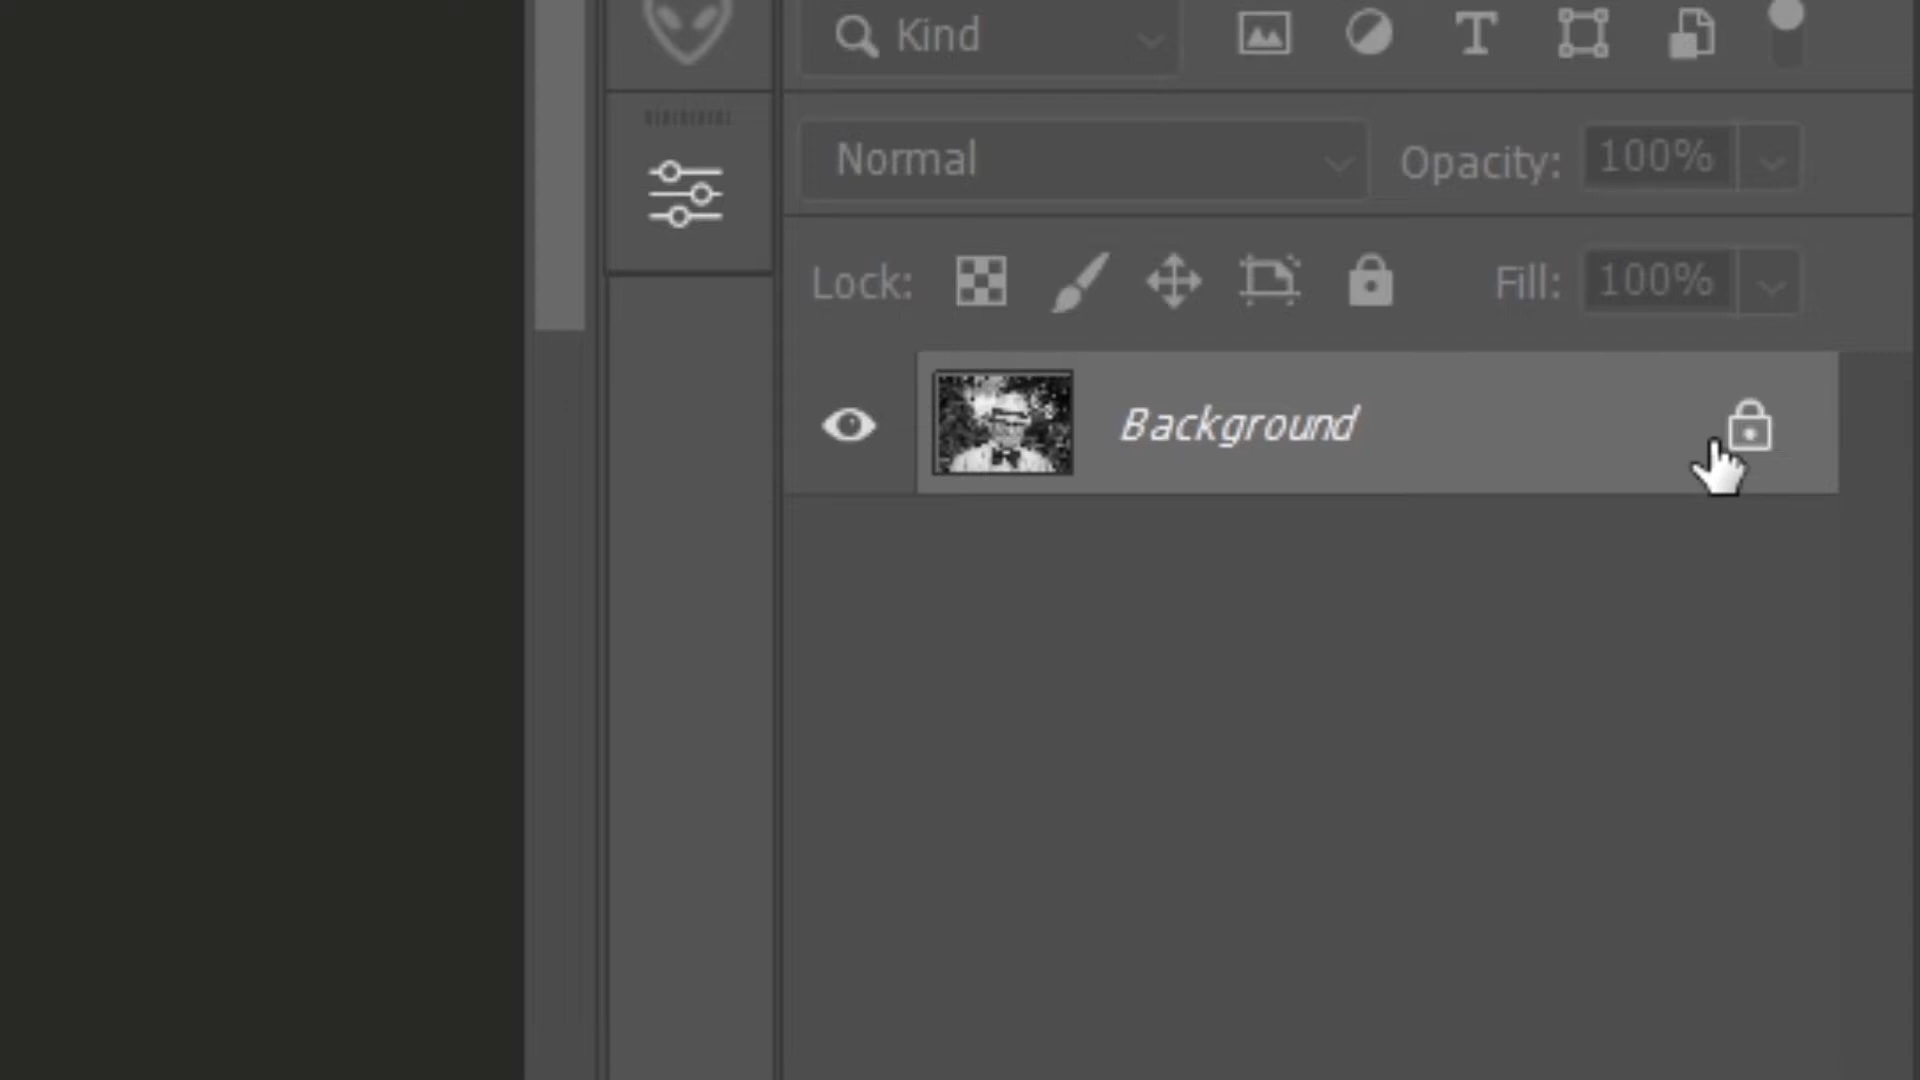 Kind
Normal
Opacity: 100%
Lock:
Fill: 100%
Background